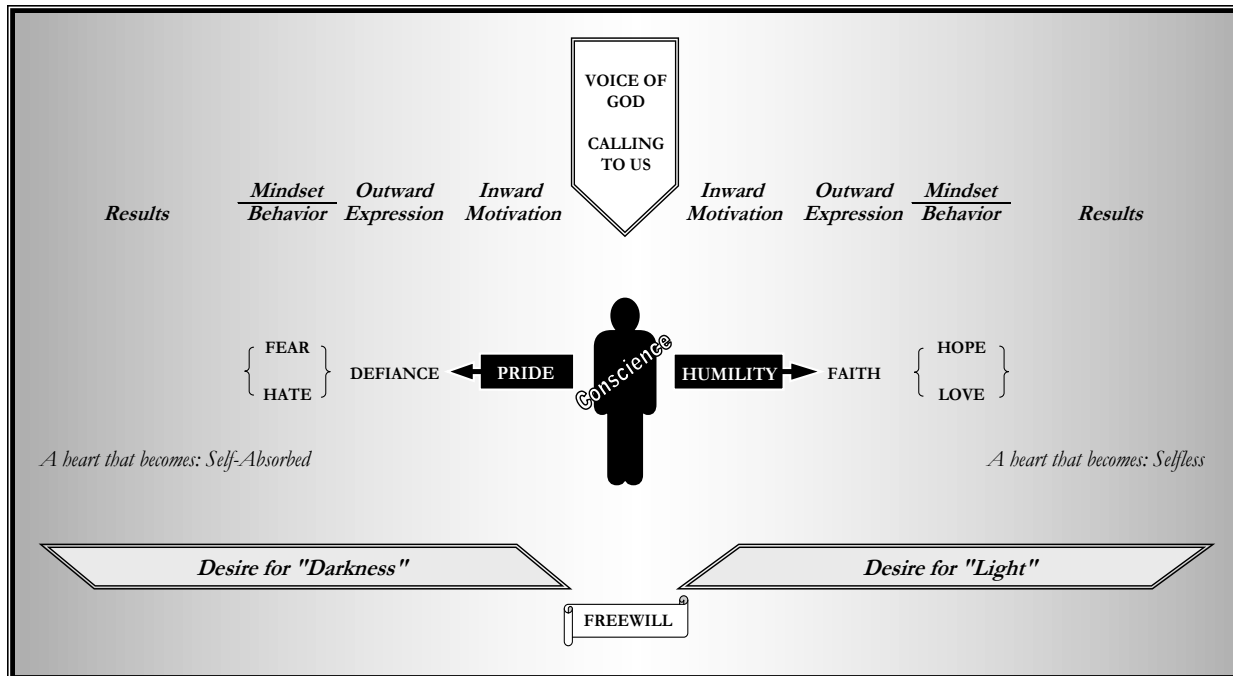 VOICE OF
GOD
CALLING
TO US
Results
Mindset
Behavior
Outward
Expression
Inward
Motivation
Inward
Motivation
Outward
Expression
Mindset
Behavior
Results
FEAR
HATE
DEFIANCE
PRIDE
Conscience
HUMILITY
FAITH
HOPE
LOVE
A heart that becomes: Self-Absorbed
A heart that becomes: Selfless
Desire for "Darkness"
Desire for "Light"
FREEWILL